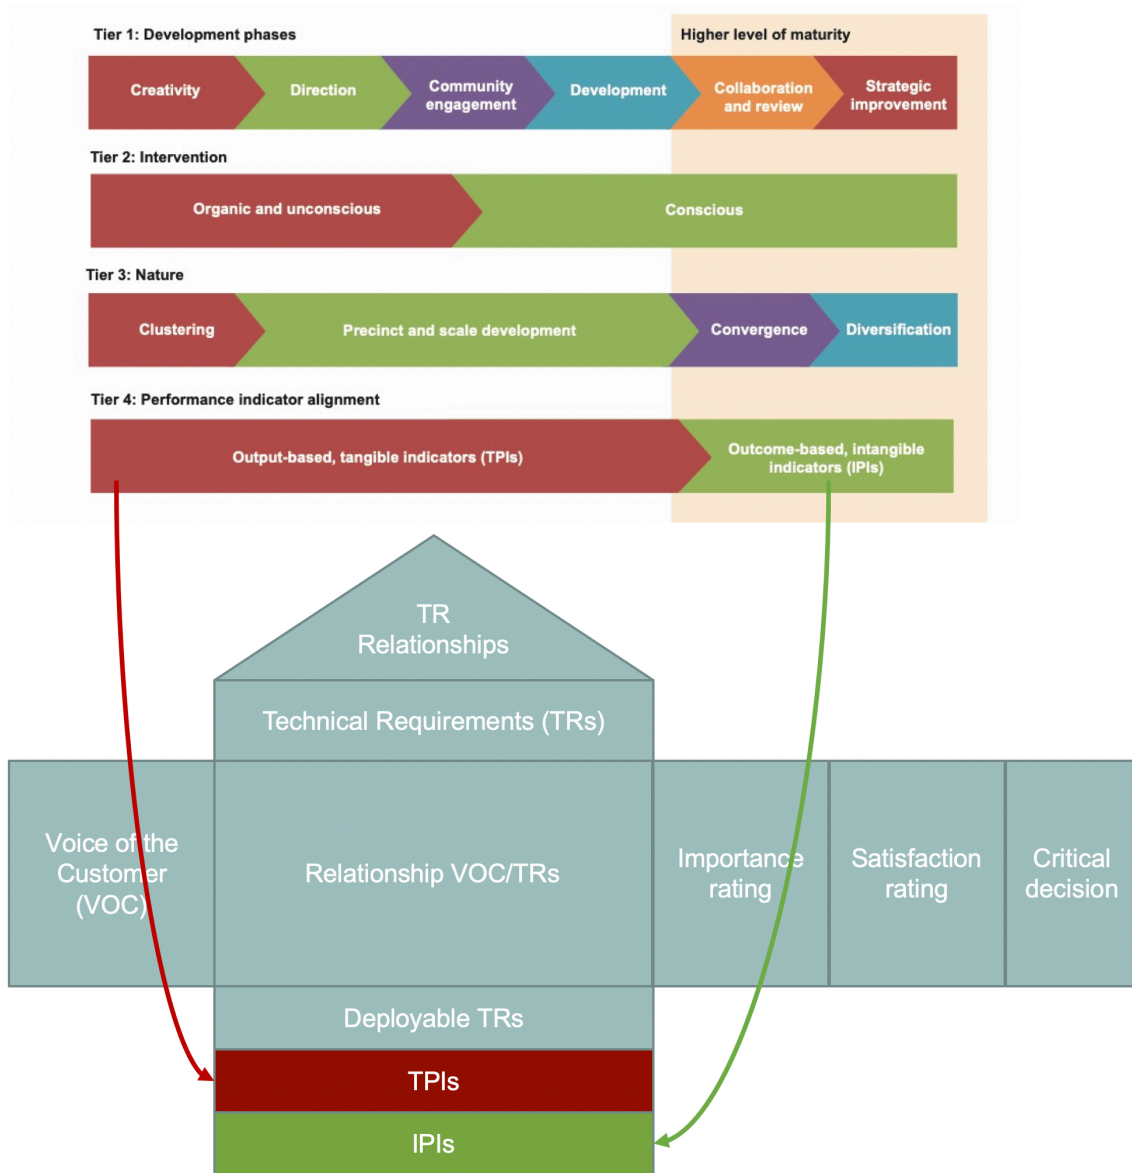 Tier 1: Development phases
Higher level of maturity
Creativity
Direction
Community
engagement
Development
Collaboration
and review
Strategic
improvement
Tier 2: Intervention
Organic and unconscious
Conscious
Tier 3: Nature
Clustering
Precinct and scale development
Convergence
Diversification
Tier 4: Performance indicator alignment
Output-based, tangible indicators (TPIs)
Outcome-based, intangible
indicators (IPIs)
TR
Relationships
Technical Requirements (TRs)
Voice of the
Customer
(VOC)
Relationship VOC/TRs
Importance
rating
Satisfaction
rating
Critical
decision
Deployable TRs
TPIs
IPIs